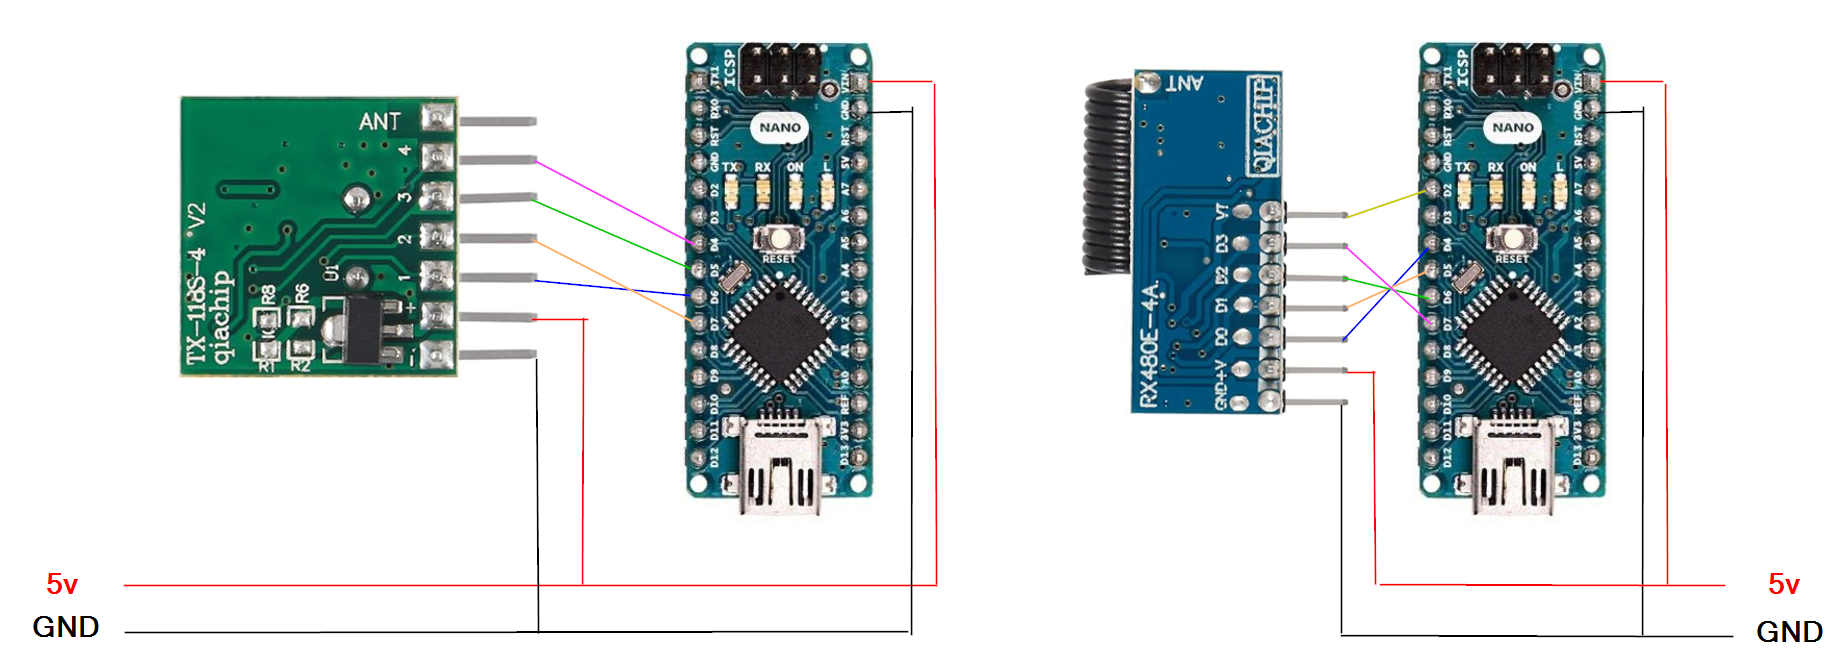 ANT
4
3
2
1
+
TX-118S-4 V2
qiachip
D1
R8
R6
R1
R2
ICSP
TX1
RX0
RST
GND
D2
D3
D4
D5
D6
D7
D8
D9
D10
D11
D12
VIN
GND
RST
5V
A7
A6
A5
A4
A3
A2
A1
A0
REF
3V3
D13
NANO
TX
RX
ON
L
RESET
ANT
QIACHIP
RX480E-4A
VT
D3
D2
D1
D0
+V
GND
ICSP
TX1
RX0
RST
GND
D2
D3
D4
D5
D6
D7
D8
D9
D10
D11
D12
VIN
GND
RST
5V
A7
A6
A5
A4
A3
A2
A1
A0
REF
3V3
D13
NANO
TX
RX
ON
L
RESET
5v
GND
5v
GND